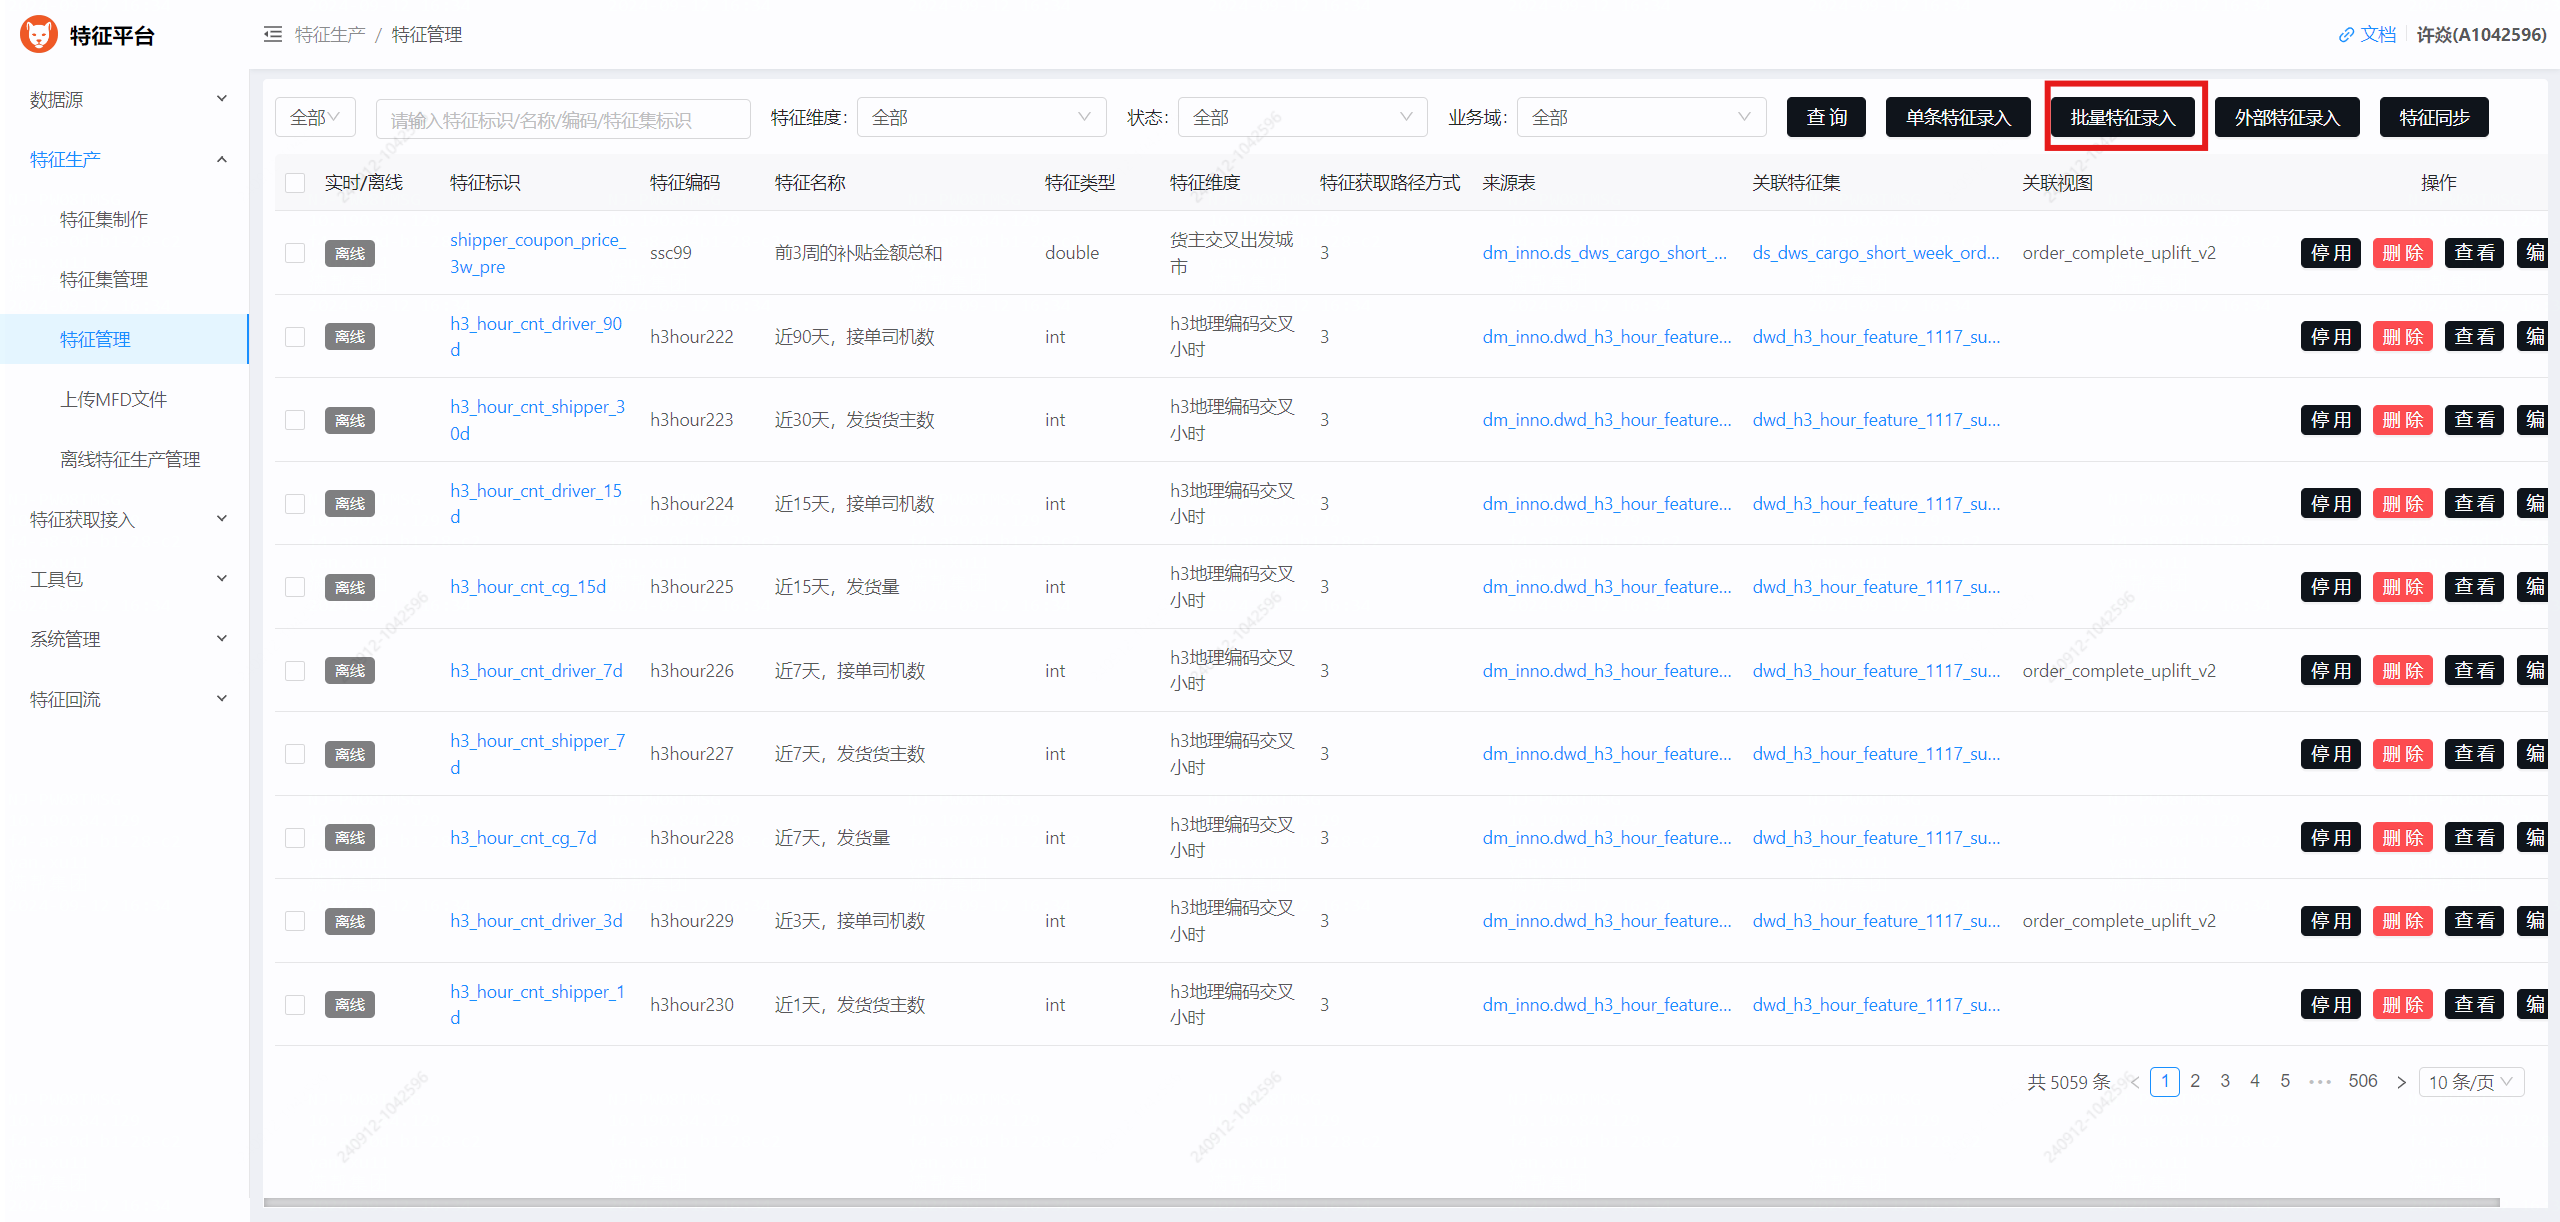 特征平台
特征生产 / 特征管理
文档 许焱(A1042596)
数据源
特征生产
特征集制作
特征集管理
特征管理
上传MFD文件
离线特征生产管理
特征获取接入
工具包
系统管理
特征回流
全部 请输入特征标识/名称/编码/特征集标识 特征维度: 全部 状态: 全部 业务域: 全部 查 询 单条特征录入 批量特征录入 外部特征录入 特征同步
实时/离线 特征标识 特征编码 特征名称 特征类型 特征维度 特征获取路径方式 来源表 关联特征集 关联视图 操作
离线 shipper_coupon_price_3w_pre ssc99 前3周的补贴金额总和 double 货主交叉出发城市 3 dm_inno.ds_dws_cargo_short_... ds_dws_cargo_short_week_ord... order_complete_uplift_v2 停 用 删 除 查 看 编
离线 h3_hour_cnt_driver_90d h3hour222 近90天，接单司机数 int h3地理编码交叉小时 3 dm_inno.dwd_h3_hour_feature... dwd_h3_hour_feature_1117_su... 停 用 删 除 查 看 编
离线 h3_hour_cnt_shipper_30d h3hour223 近30天，发货货主数 int h3地理编码交叉小时 3 dm_inno.dwd_h3_hour_feature... dwd_h3_hour_feature_1117_su... 停 用 删 除 查 看 编
离线 h3_hour_cnt_driver_15d h3hour224 近15天，接单司机数 int h3地理编码交叉小时 3 dm_inno.dwd_h3_hour_feature... dwd_h3_hour_feature_1117_su... 停 用 删 除 查 看 编
离线 h3_hour_cnt_cg_15d h3hour225 近15天，发货量 int h3地理编码交叉小时 3 dm_inno.dwd_h3_hour_feature... dwd_h3_hour_feature_1117_su... 停 用 删 除 查 看 编
离线 h3_hour_cnt_driver_7d h3hour226 近7天，接单司机数 int h3地理编码交叉小时 3 dm_inno.dwd_h3_hour_feature... dwd_h3_hour_feature_1117_su... order_complete_uplift_v2 停 用 删 除 查 看 编
离线 h3_hour_cnt_shipper_7d h3hour227 近7天，发货货主数 int h3地理编码交叉小时 3 dm_inno.dwd_h3_hour_feature... dwd_h3_hour_feature_1117_su... 停 用 删 除 查 看 编
离线 h3_hour_cnt_cg_7d h3hour228 近7天，发货量 int h3地理编码交叉小时 3 dm_inno.dwd_h3_hour_feature... dwd_h3_hour_feature_1117_su... 停 用 删 除 查 看 编
离线 h3_hour_cnt_driver_3d h3hour229 近3天，接单司机数 int h3地理编码交叉小时 3 dm_inno.dwd_h3_hour_feature... dwd_h3_hour_feature_1117_su... order_complete_uplift_v2 停 用 删 除 查 看 编
离线 h3_hour_cnt_shipper_1d h3hour230 近1天，发货货主数 int h3地理编码交叉小时 3 dm_inno.dwd_h3_hour_feature... dwd_h3_hour_feature_1117_su... 停 用 删 除 查 看 编
共 5059 条 < 1 2 3 4 5 ••• 506 > 10 条/页
240912-1042596
240912-1042596
240912-1042596